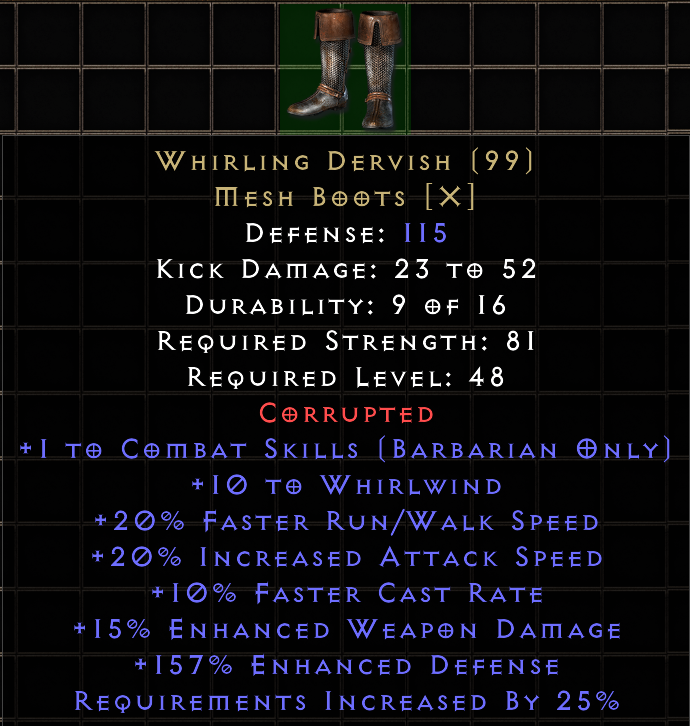 Whirling Dervish (99)
Mesh Boots [X]
Defense: 115
Kick Damage: 23 to 52
Durability: 9 of 16
Required Strength: 81
Required Level: 48
Corrupted
+1 to Combat Skills (Barbarian Only)
+10 to Whirlwind
+20% Faster Run/Walk Speed
+20% Increased Attack Speed
+10% Faster Cast Rate
+15% Enhanced Weapon Damage
+157% Enhanced Defense
Requirements Increased By 25%